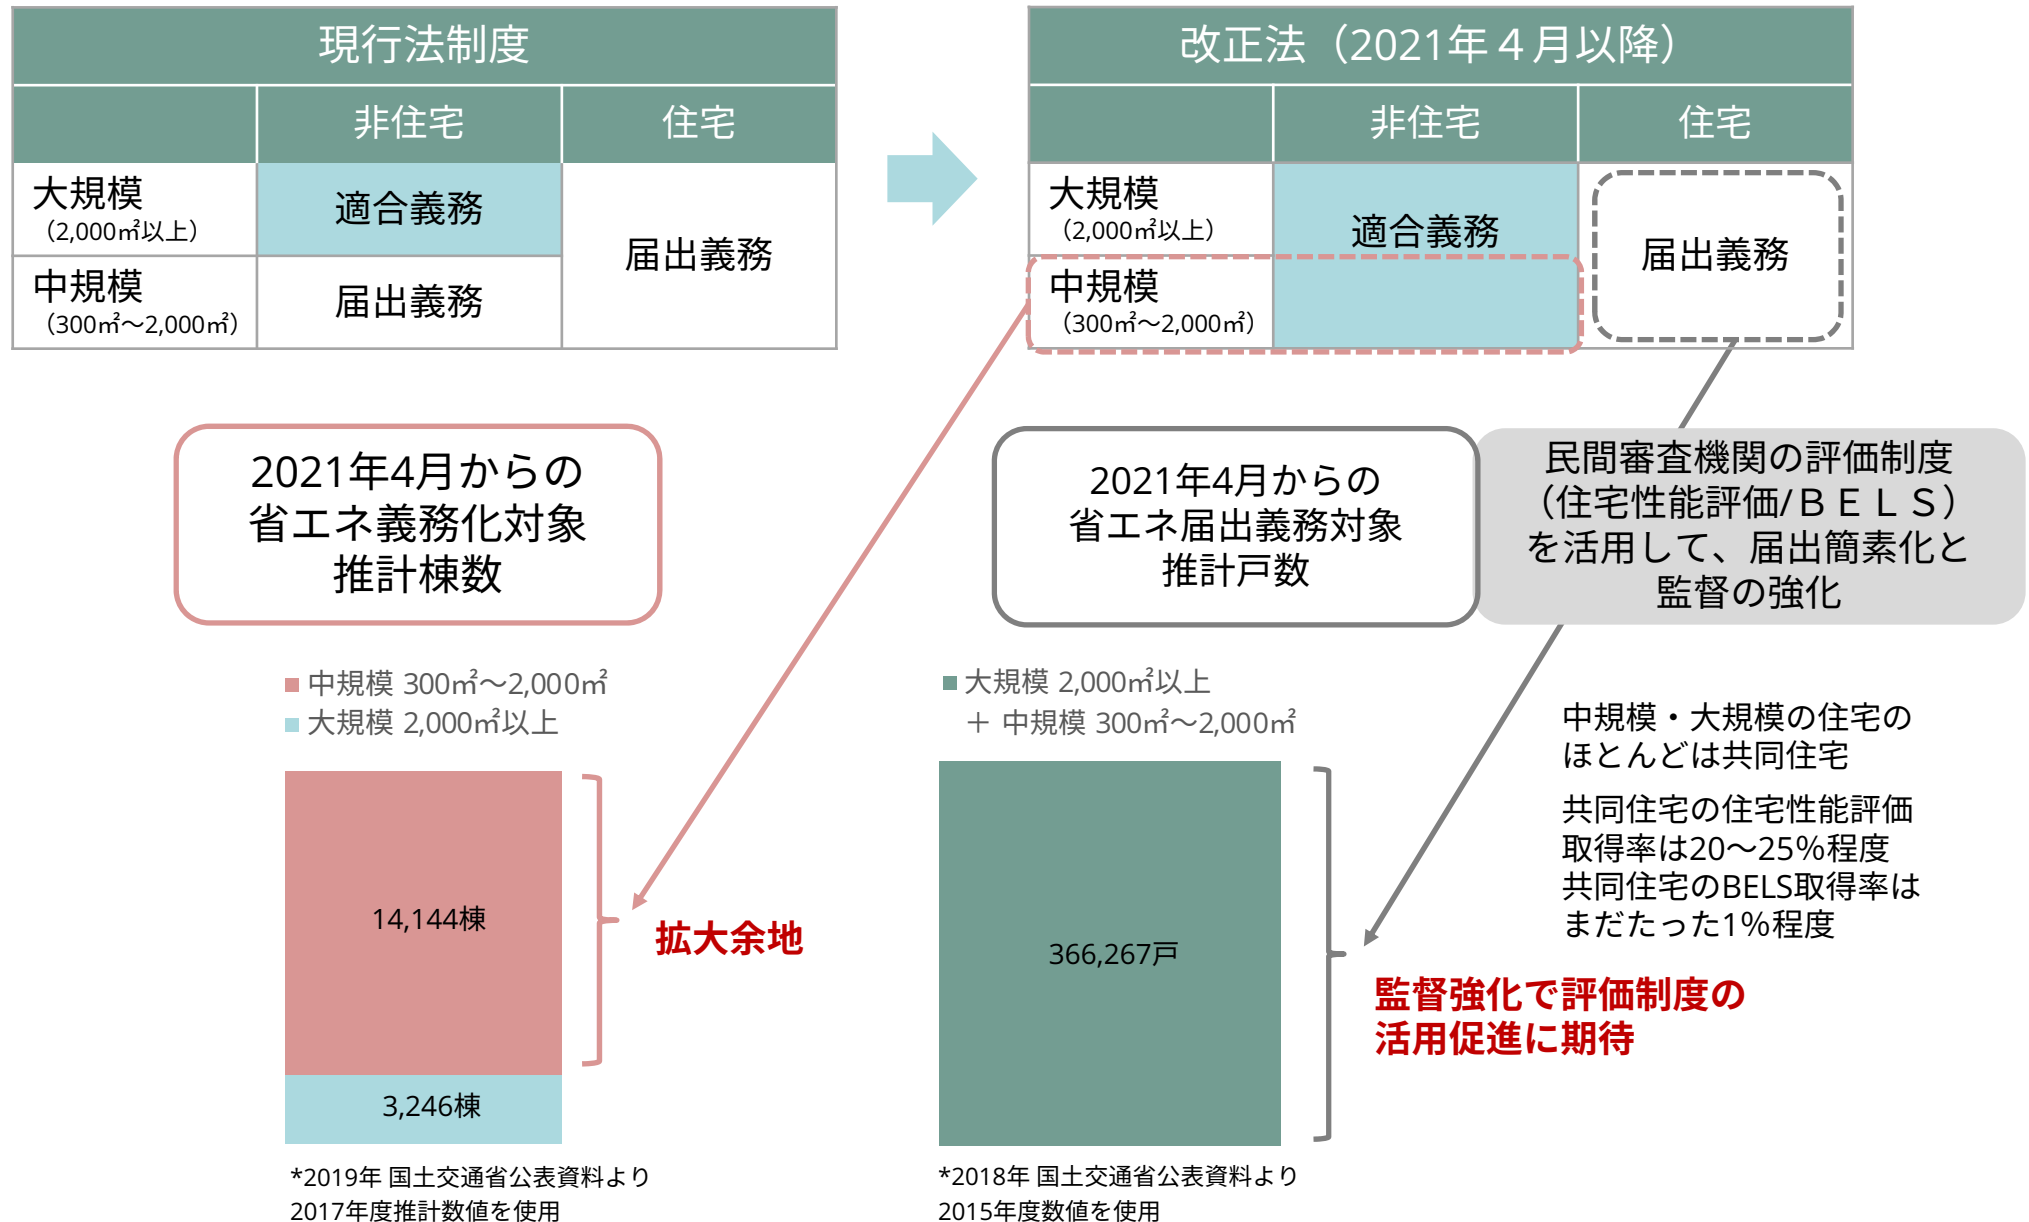 現行法制度
非住宅 住宅
大規模
（2,000㎡以上）
適合義務
届出義務
中規模
（300㎡～2,000㎡）
届出義務
改正法（2021年４月以降）
非住宅 住宅
大規模
（2,000㎡以上）
適合義務
届出義務
中規模
（300㎡～2,000㎡）
2021年4月からの
省エネ義務化対象
推計棟数
中規模 300㎡～2,000㎡
大規模 2,000㎡以上
14,144棟
3,246棟
拡大余地
*2019年 国土交通省公表資料より
2017年度推計数値を使用
2021年4月からの
省エネ届出義務対象
推計戸数
民間審査機関の評価制度
（住宅性能評価/ＢＥＬＳ）
を活用して、届出簡素化と
監督の強化
大規模 2,000㎡以上
＋ 中規模 300㎡～2,000㎡
366,267戸
中規模・大規模の住宅の
ほとんどは共同住宅
共同住宅の住宅性能評価
取得率は20～25％程度
共同住宅のBELS取得率は
まだたった1％程度
監督強化で評価制度の
活用促進に期待
*2018年 国土交通省公表資料より
2015年度数値を使用